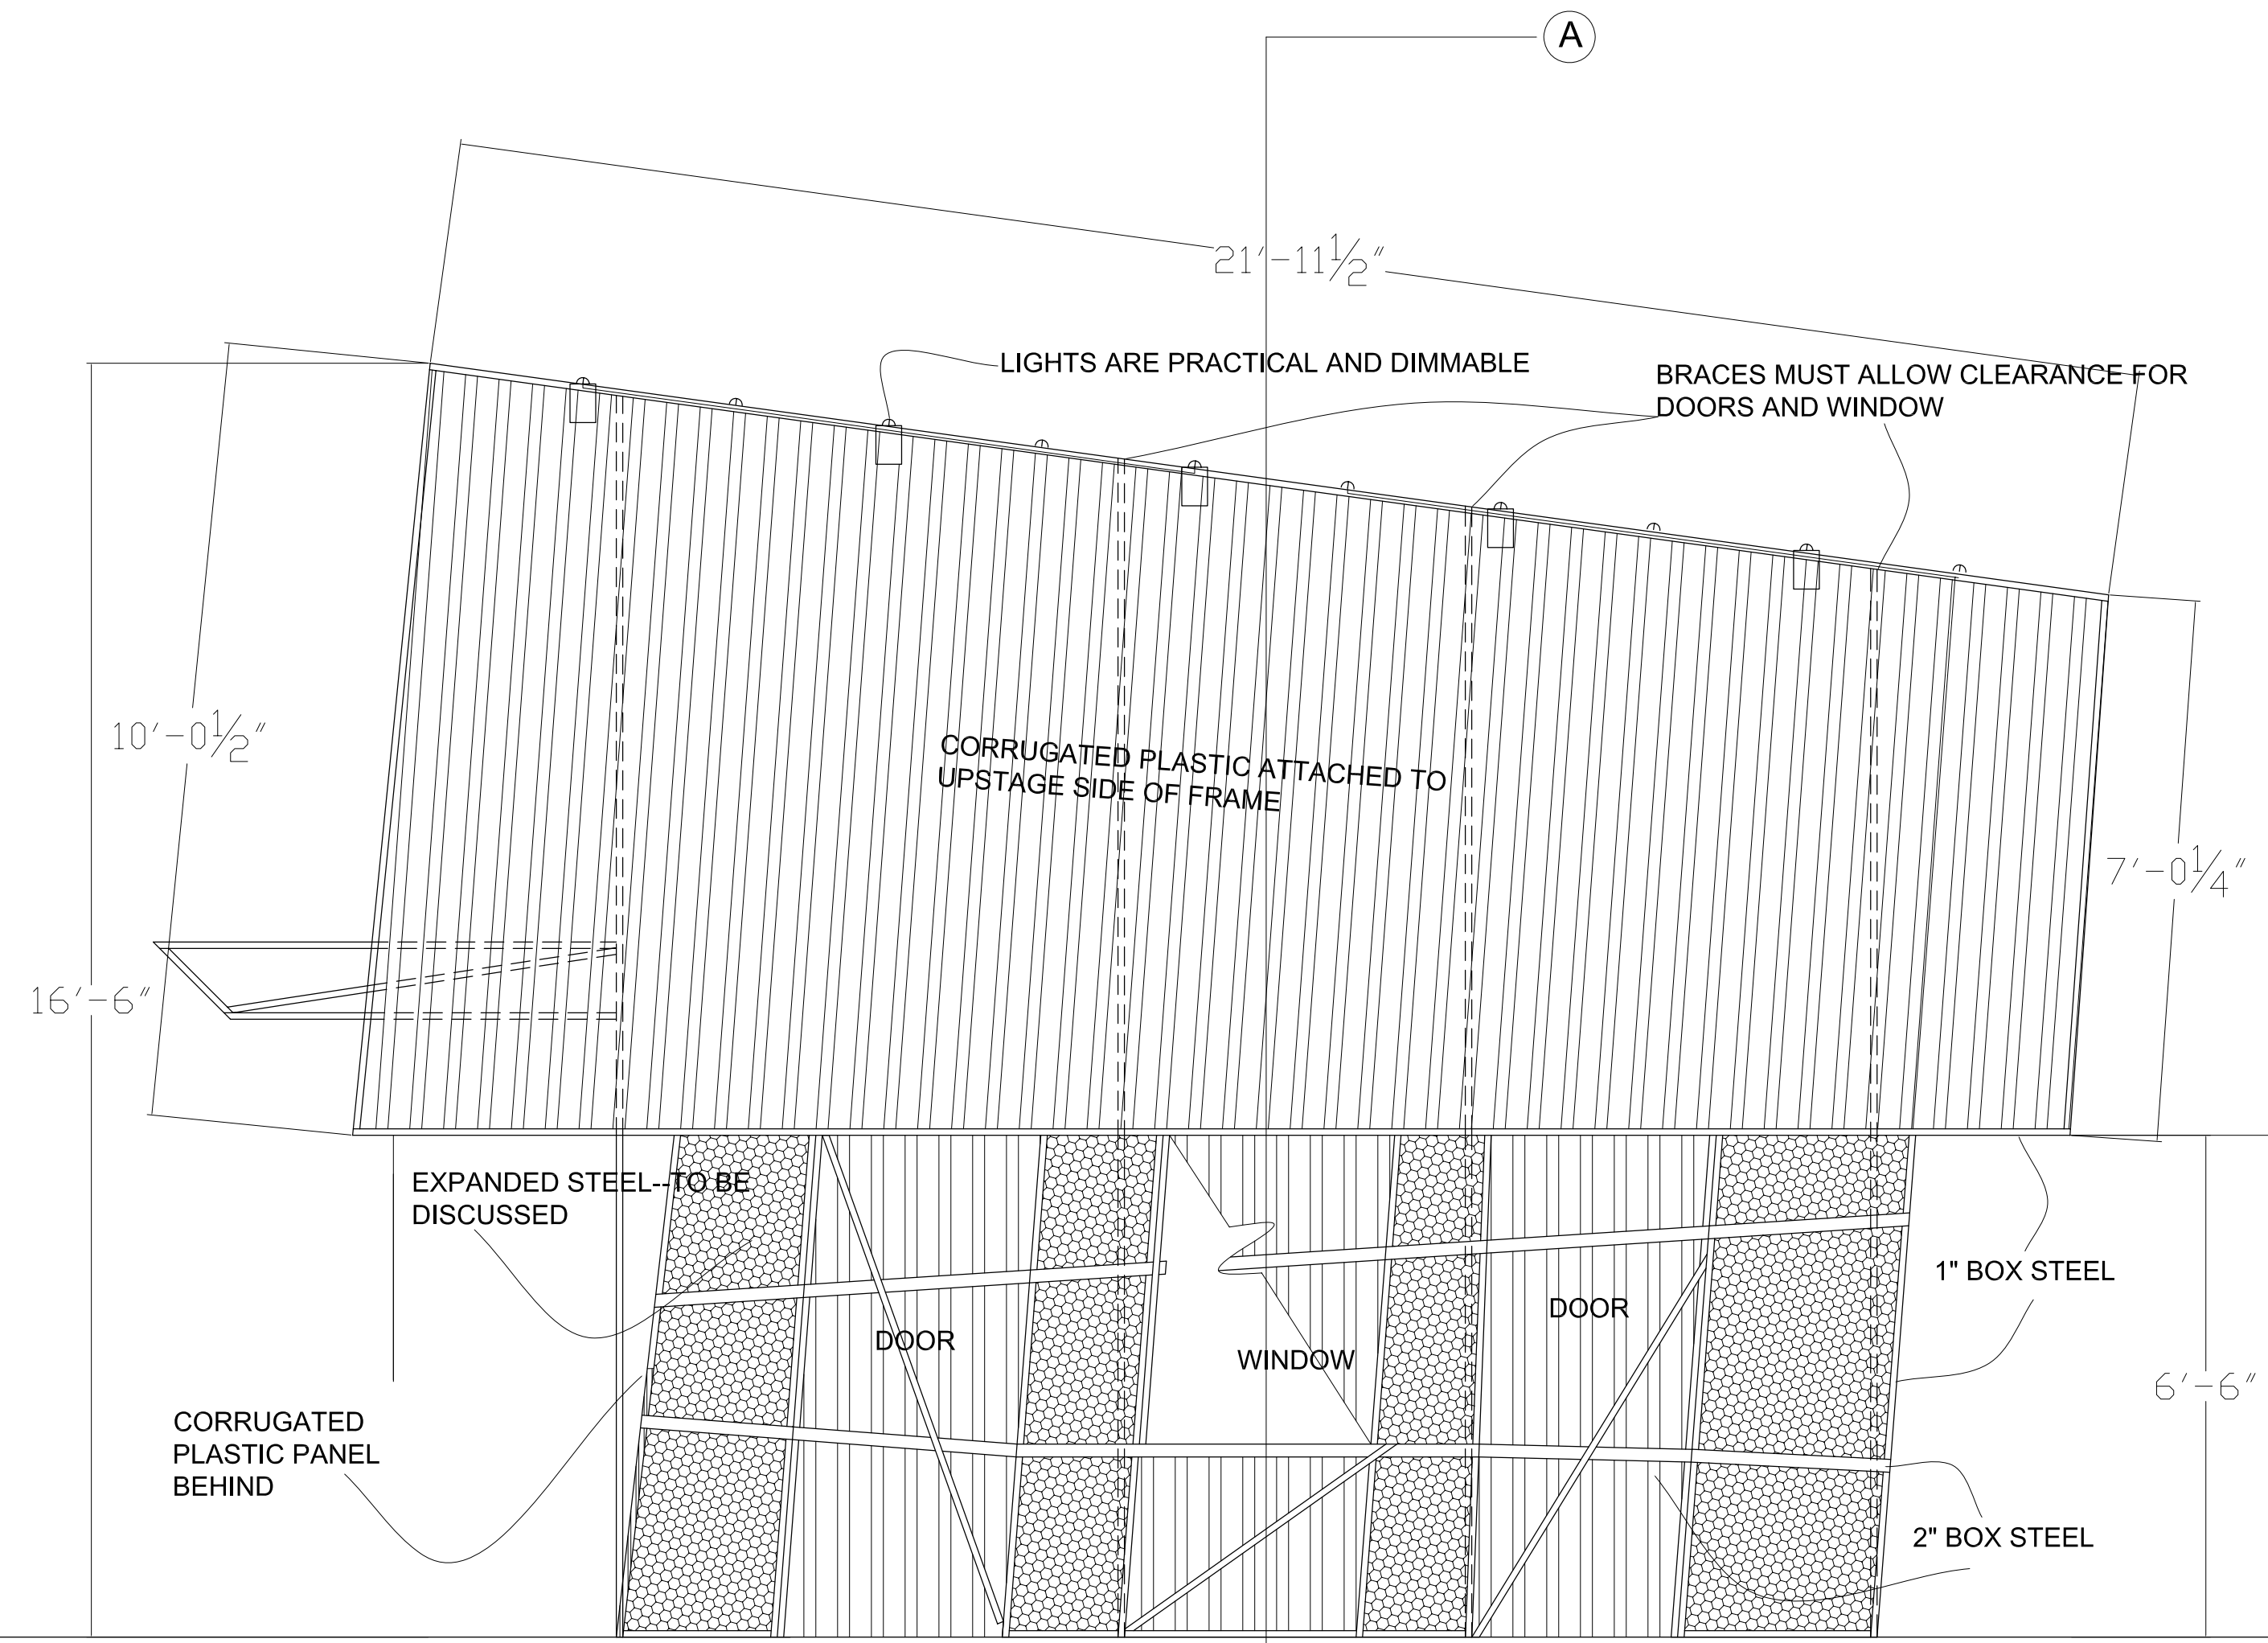 A
21'-11½"
LIGHTS ARE PRACTICAL AND DIMMABLE
BRACES MUST ALLOW CLEARANCE FOR
DOORS AND WINDOW
10'-0½"
CORRUGATED PLASTIC ATTACHED TO
UPSTAGE SIDE OF FRAME
7'-0¼"
16'-6"
EXPANDED STEEL--TO BE
DISCUSSED
1" BOX STEEL
DOOR
DOOR
WINDOW
6'-6"
CORRUGATED
PLASTIC PANEL
BEHIND
2" BOX STEEL